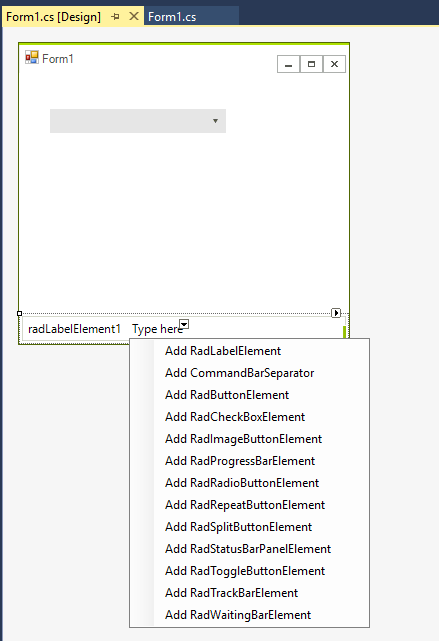 Form1.cs [Design] Form1.cs
Form1
radLabelElement1 Type here
Add RadLabelElement
Add CommandBarSeparator
Add RadButtonElement
Add RadCheckBoxElement
Add RadImageButtonElement
Add RadProgressBarElement
Add RadRadioButtonElement
Add RadRepeatButtonElement
Add RadSplitButtonElement
Add RadStatusBarPanelElement
Add RadToggleButtonElement
Add RadTrackBarElement
Add RadWaitingBarElement